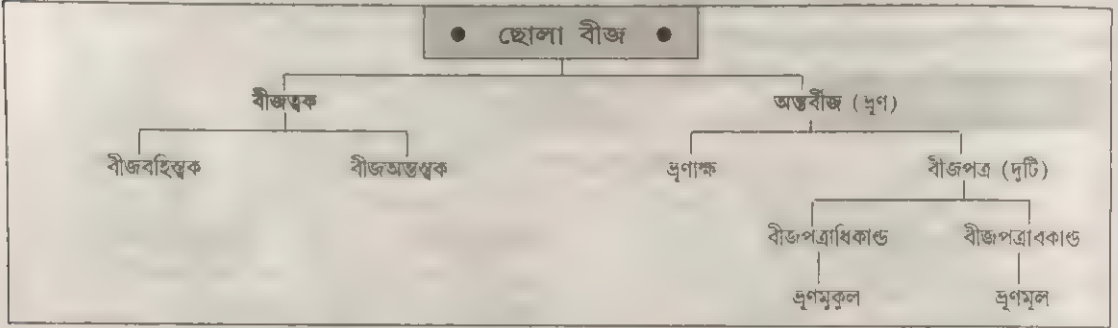 ● ছোলা বীজ ●
বীজত্বক অন্তর্বীজ (ভ্রূণ)
বীজবহিস্ত্বক বীজঅন্তস্ত্বক ভ্রূণাক্ষ বীজপত্র (দুটি)
বীজপত্রাধিকান্ড বীজপত্রাবকান্ড
ভ্রূণমুকুল ভ্রূণমূল